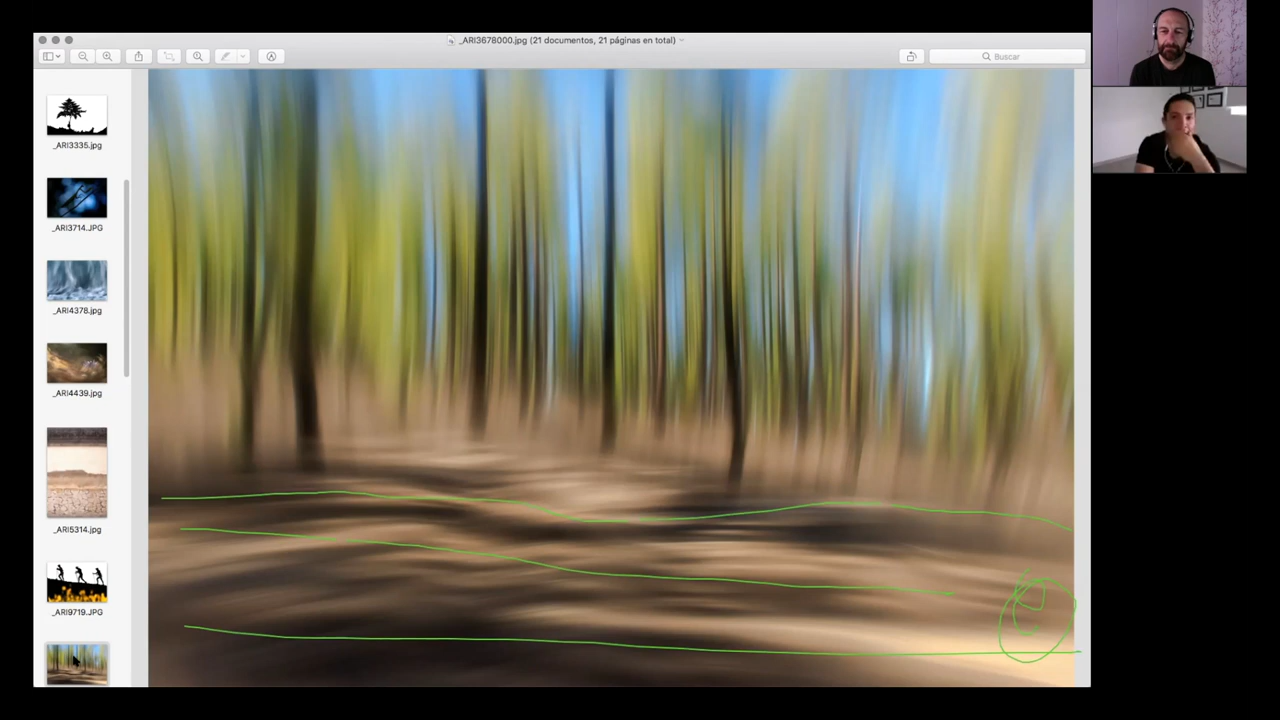 _ARI3678000.jpg (21 documentos, 21 páginas en total)
Buscar
_ARI3335.jpg
_ARI3714.JPG
_ARI4378.jpg
_ARI4439.jpg
_ARI5314.jpg
_ARI9719.JPG